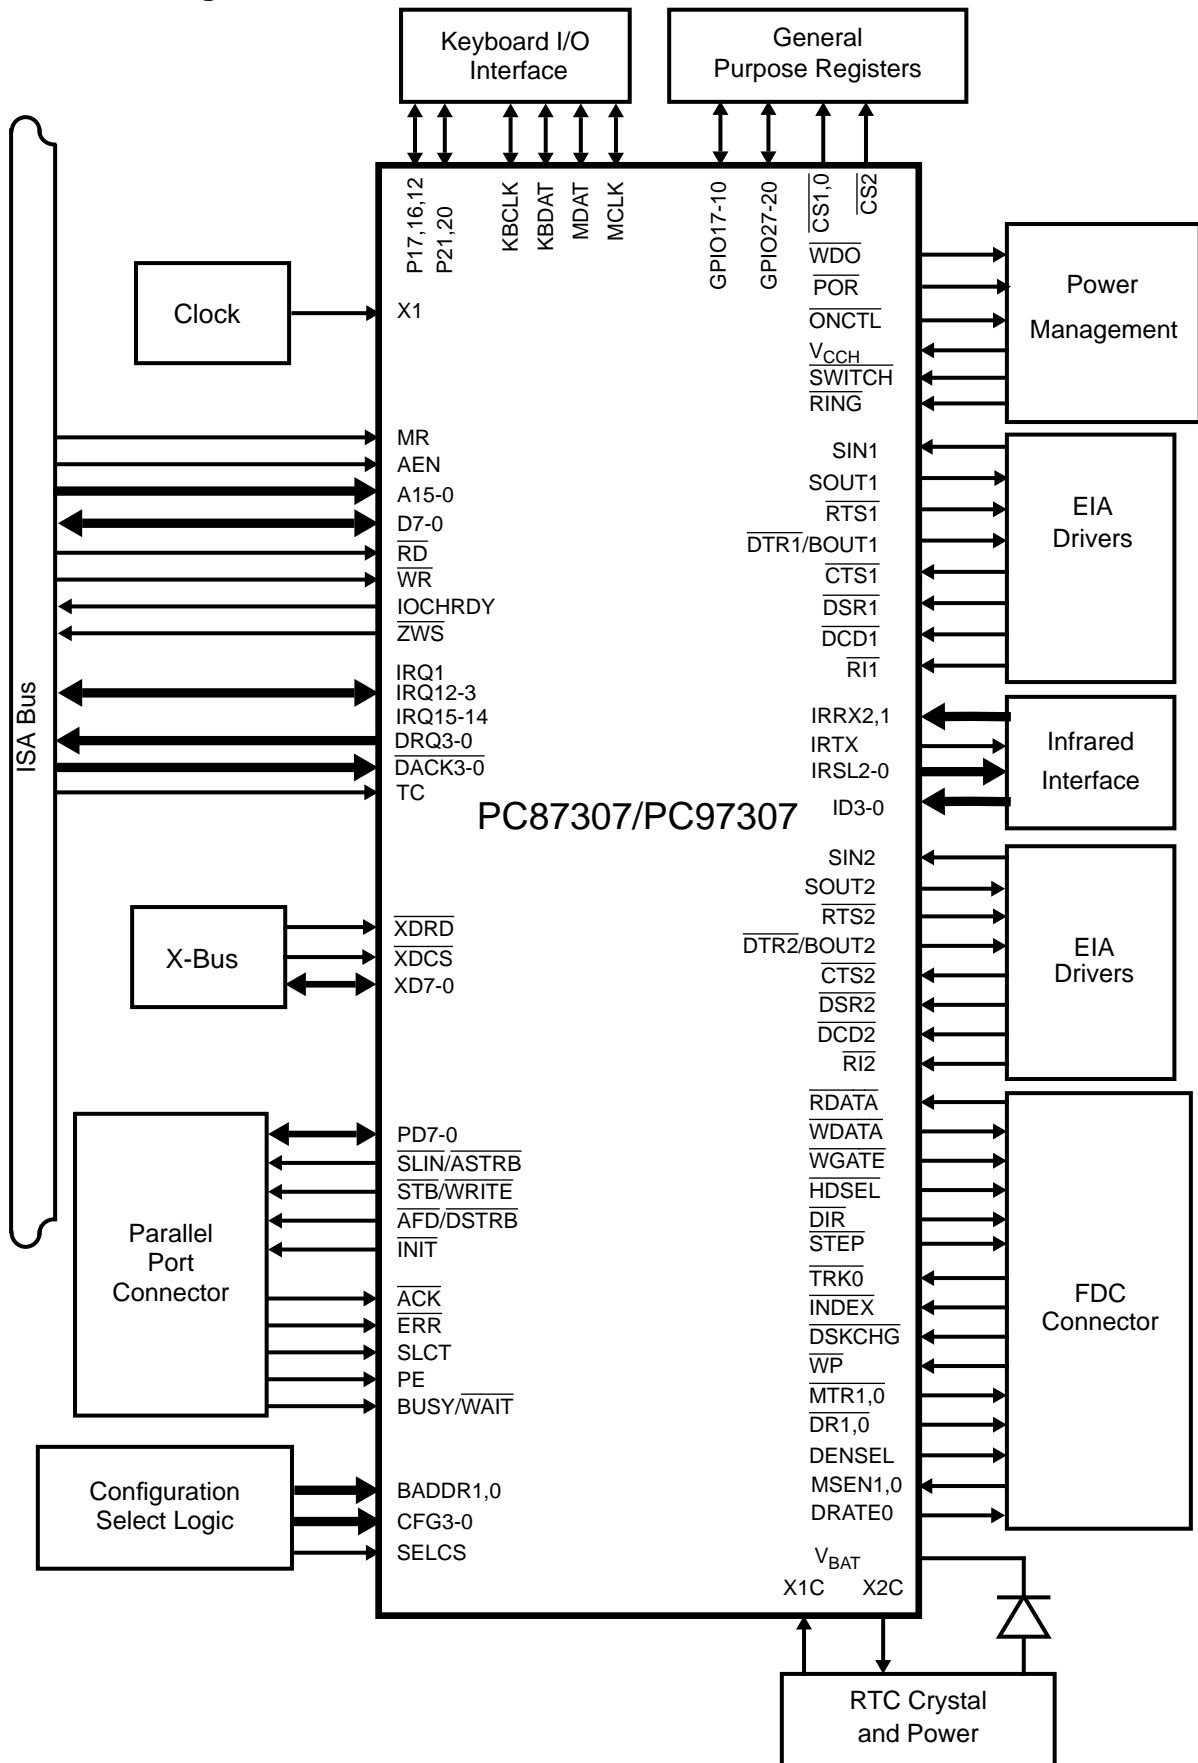 Keyboard I/O
Interface
General
Purpose Registers
P17,16,12
P21,20
KBCLK
KBDAT
MDAT
MCLK
GPIO17-10
GPIO27-20
CS1,0
CS2
Clock
X1
WDO
POR
ONCTL
VCCH
SWITCH
RING
Power
Management
ISA Bus
MR
AEN
A15-0
D7-0
RD
WR
IOCHRDY
ZWS
IRQ1
IRQ12-3
IRQ15-14
DRQ3-0
DACK3-0
TC
SIN1
SOUT1
RTS1
DTR1/BOUT1
CTS1
DSR1
DCD1
RI1
EIA
Drivers
IRRX2,1
IRTX
IRSL2-0
ID3-0
Infrared
Interface
PC87307/PC97307
X-Bus
XDRD
XDCS
XD7-0
SIN2
SOUT2
RTS2
DTR2/BOUT2
CTS2
DSR2
DCD2
RI2
EIA
Drivers
Parallel
Port
Connector
PD7-0
SLIN/ASTRB
STB/WRITE
AFD/DSTRB
INIT
ACK
ERR
SLCT
PE
BUSY/WAIT
RDATA
WDATA
WGATE
HDSEL
DIR
STEP
TRK0
INDEX
DSKCHG
WP
MTR1,0
DR1,0
DENSEL
MSEN1,0
DRATE0
FDC
Connector
Configuration
Select Logic
BADDR1,0
CFG3-0
SELCS
VBAT
X1C
X2C
RTC Crystal
and Power